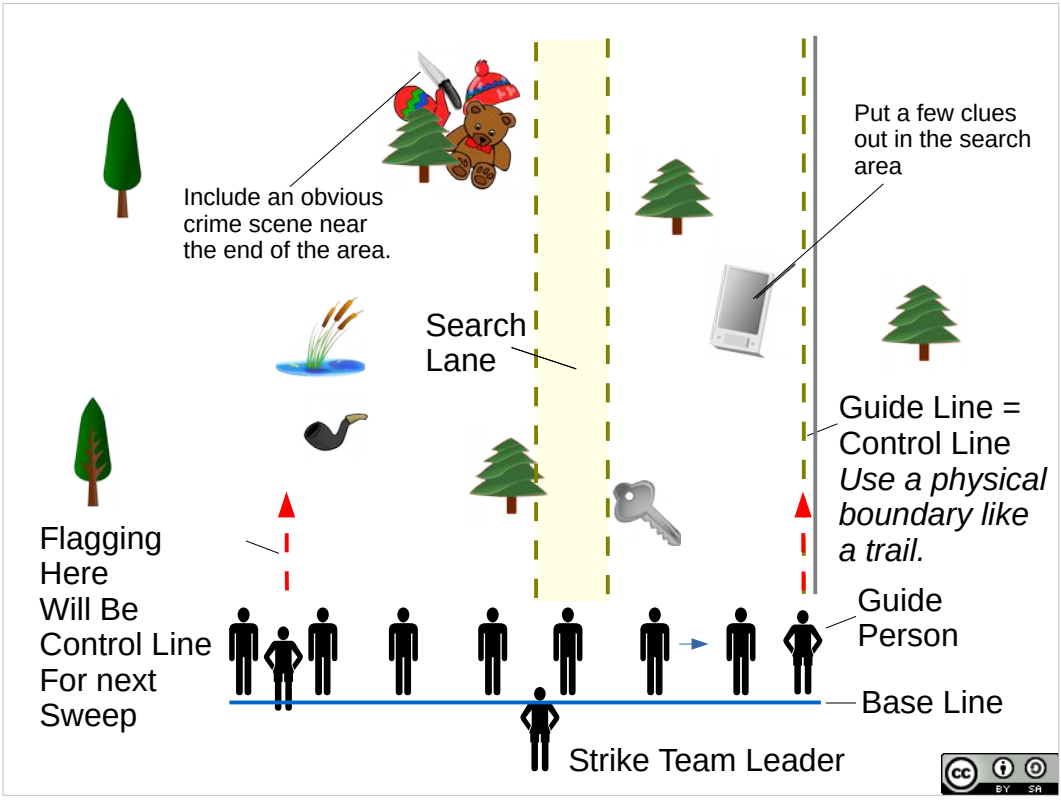 Put a few clues
out in the search
area
Include an obvious
crime scene near
the end of the area.
Search
Lane
Guide Line =
Control Line
Use a physical
boundary like
a trail.
Flagging
Here
Will Be
Control Line
For next
Sweep
Guide
Person
Base Line
Strike Team Leader
cc
BY SA